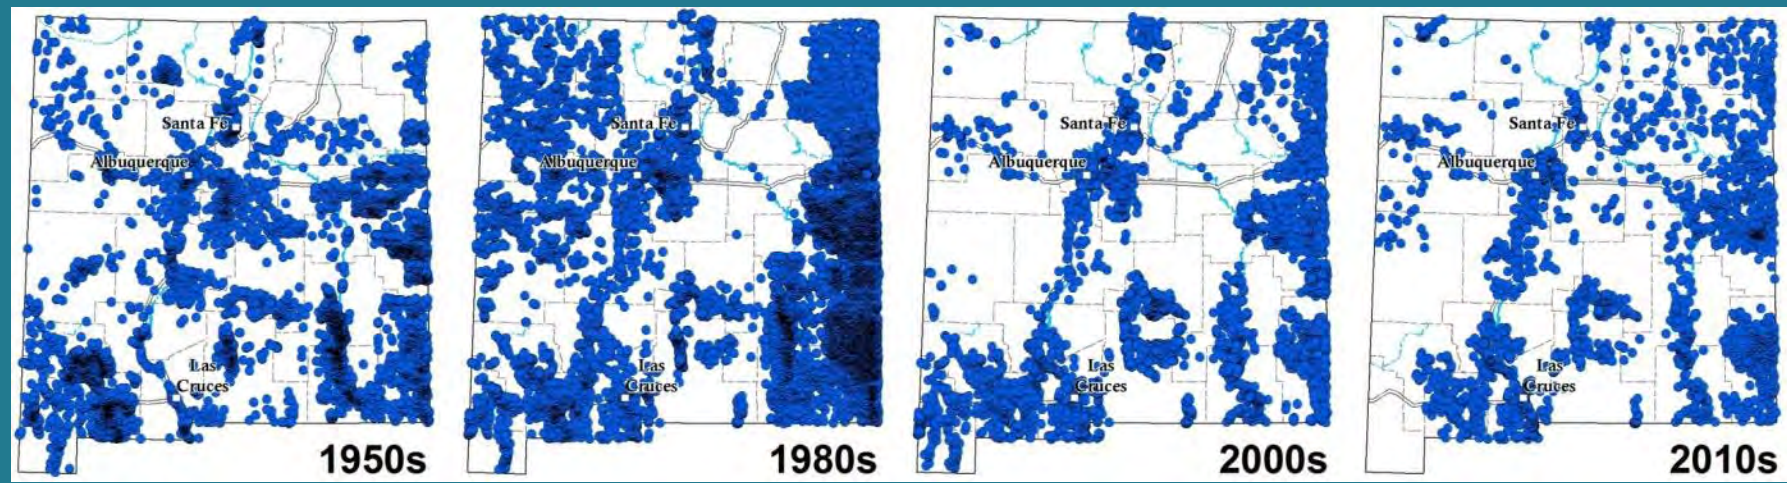 Santa Fe
Albuquerque
Las
Cruces
1950s
Santa Fe
Albuquerque
Las
Cruces
1980s
Santa Fe
Albuquerque
Las
Cruces
2000s
Santa Fe
Albuquerque
Las
Cruces
2010s